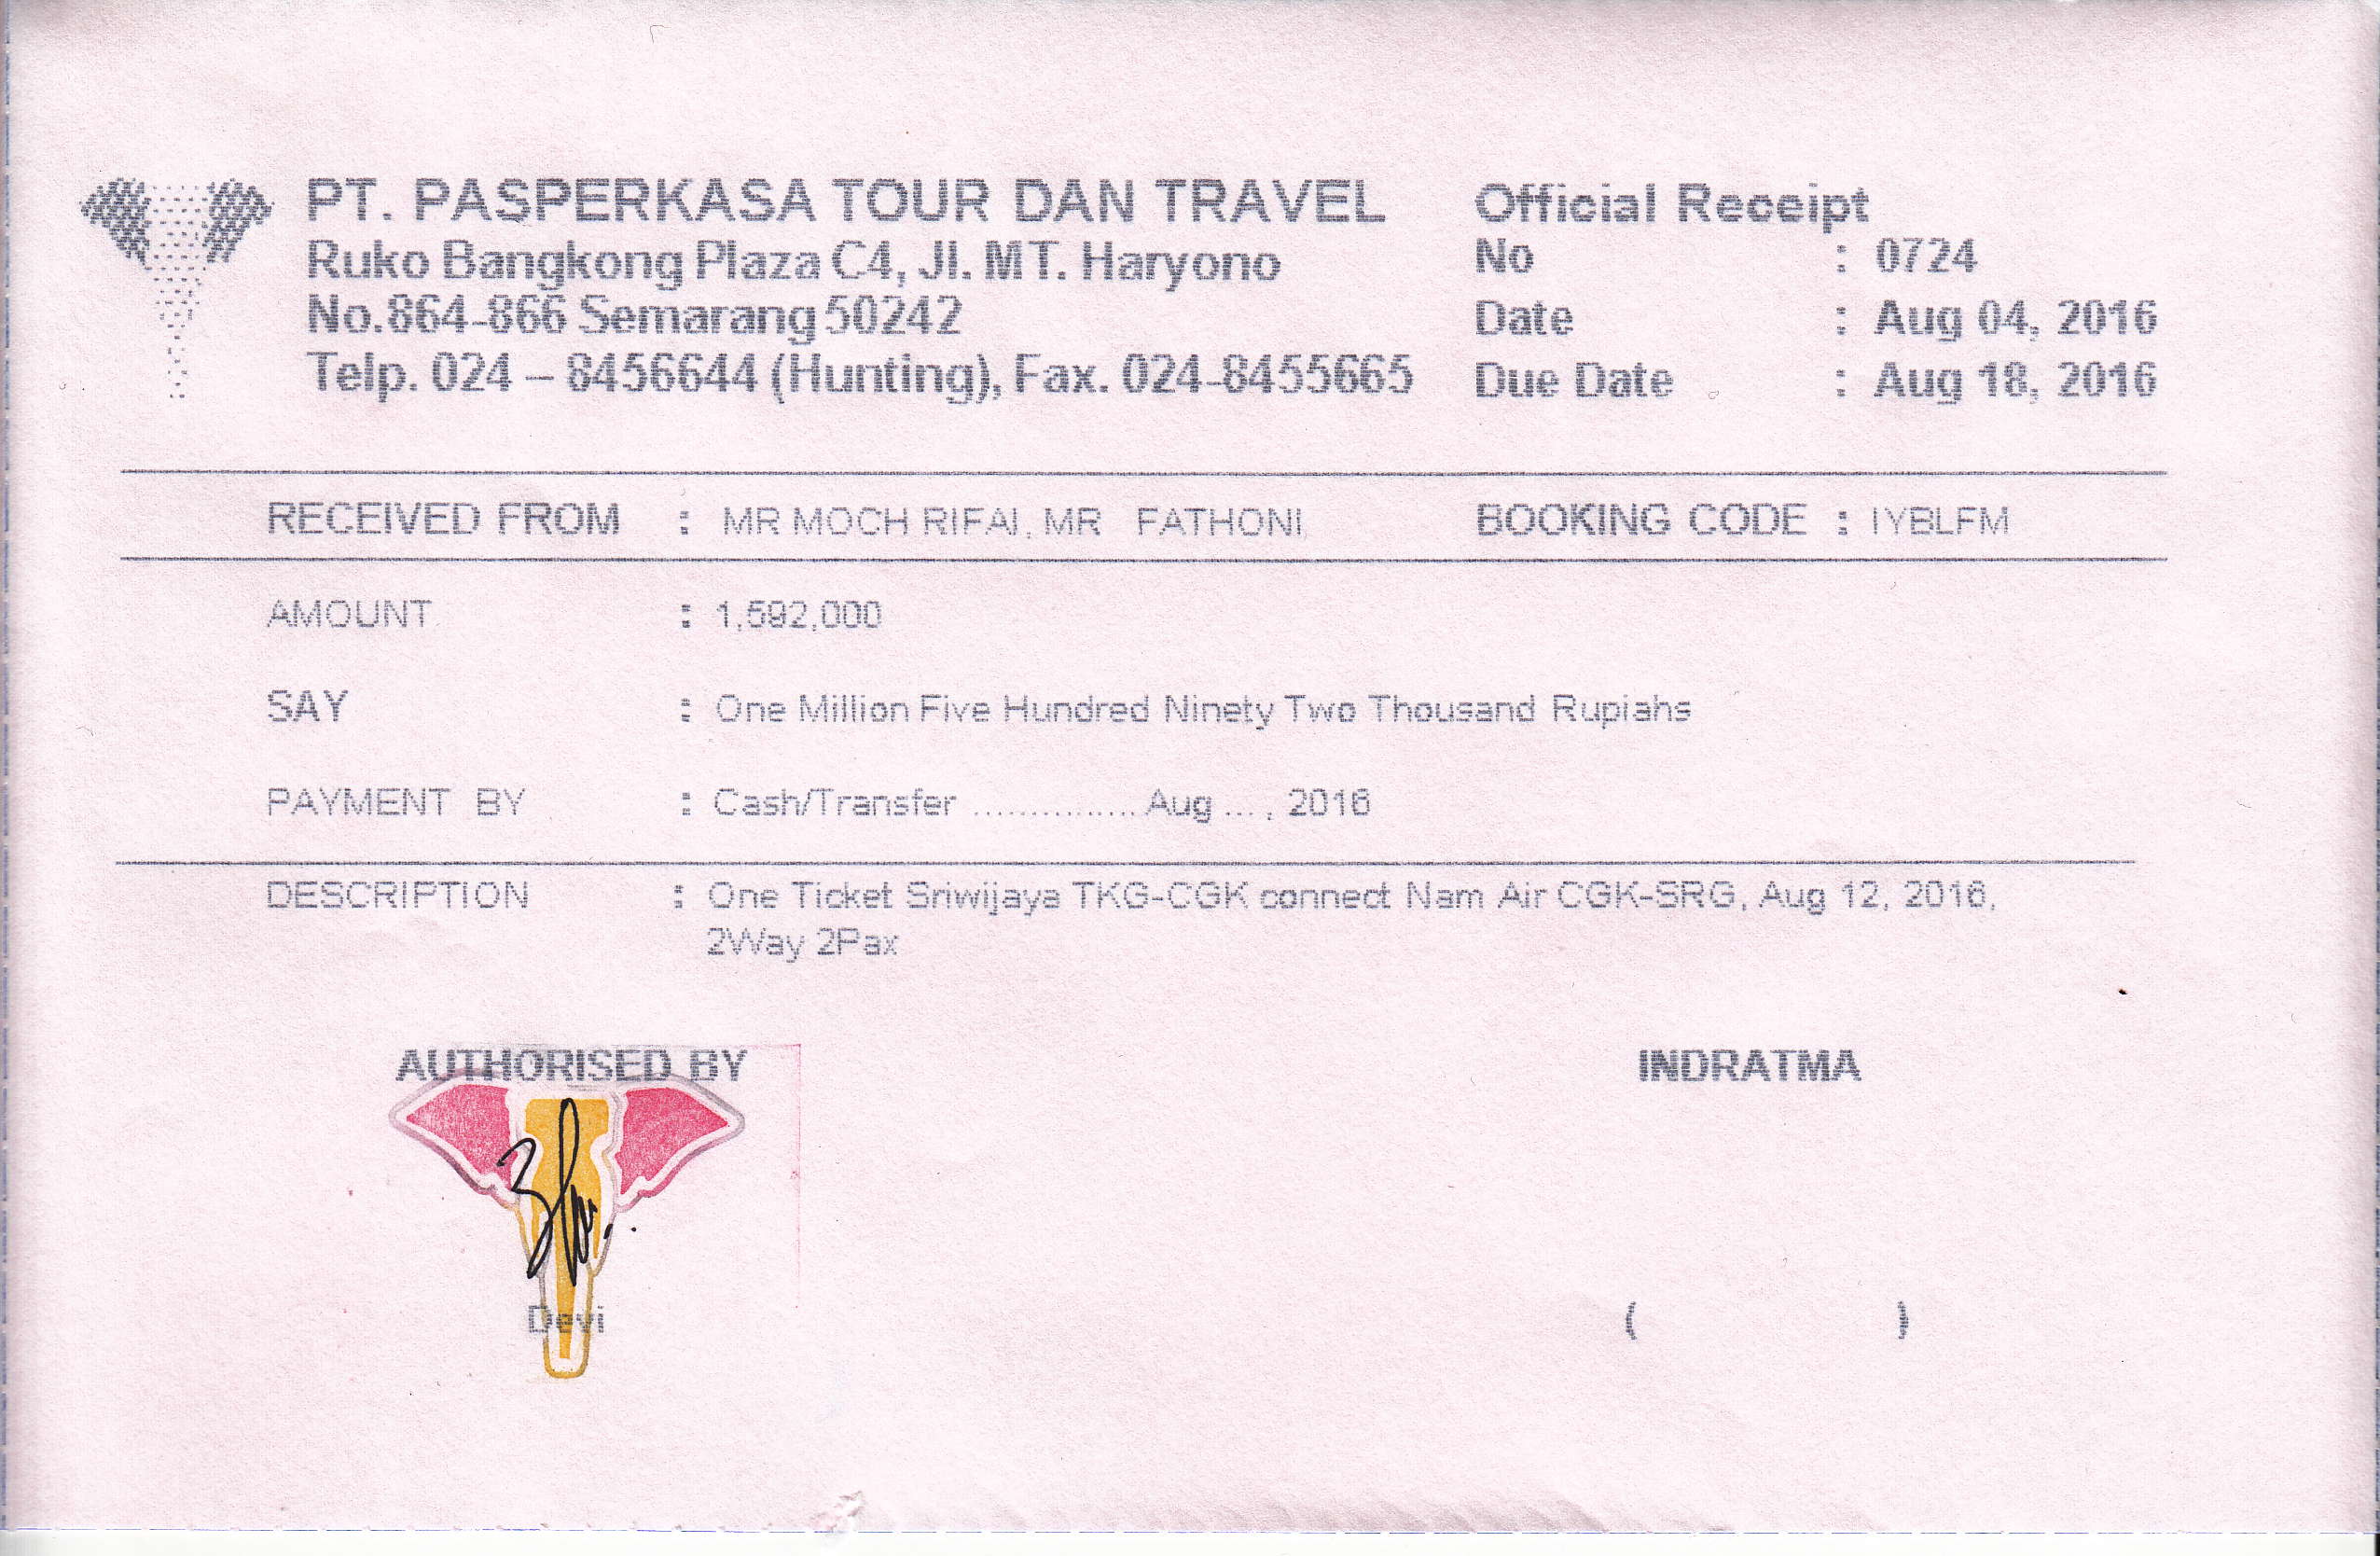 PT. PASPERKASA TOUR DAN TRAVEL
Ruko Bangkong Plaza C4, Jl. MT. Haryono
No.864-866 Semarang 50242
Telp. 024 – 8456644 (Hunting), Fax. 024-8455665
Official Receipt
No : 0724
Date : Aug 04, 2016
Due Date : Aug 18, 2016
RECEIVED FROM : MR MOCH RIFAI, MR FATHONI
BOOKING CODE : IYBLFM
AMOUNT : 1,592,000
SAY : One Million Five Hundred Ninety Two Thousand Rupiahs
PAYMENT BY : Cash/Transfer ............... Aug ... , 2016
DESCRIPTION : One Ticket Sriwijaya TKG-CGK connect Nam Air CGK-SRG, Aug 12, 2016,
2Way 2Pax
AUTHORISED BY
INDRATMA
Devi
( )